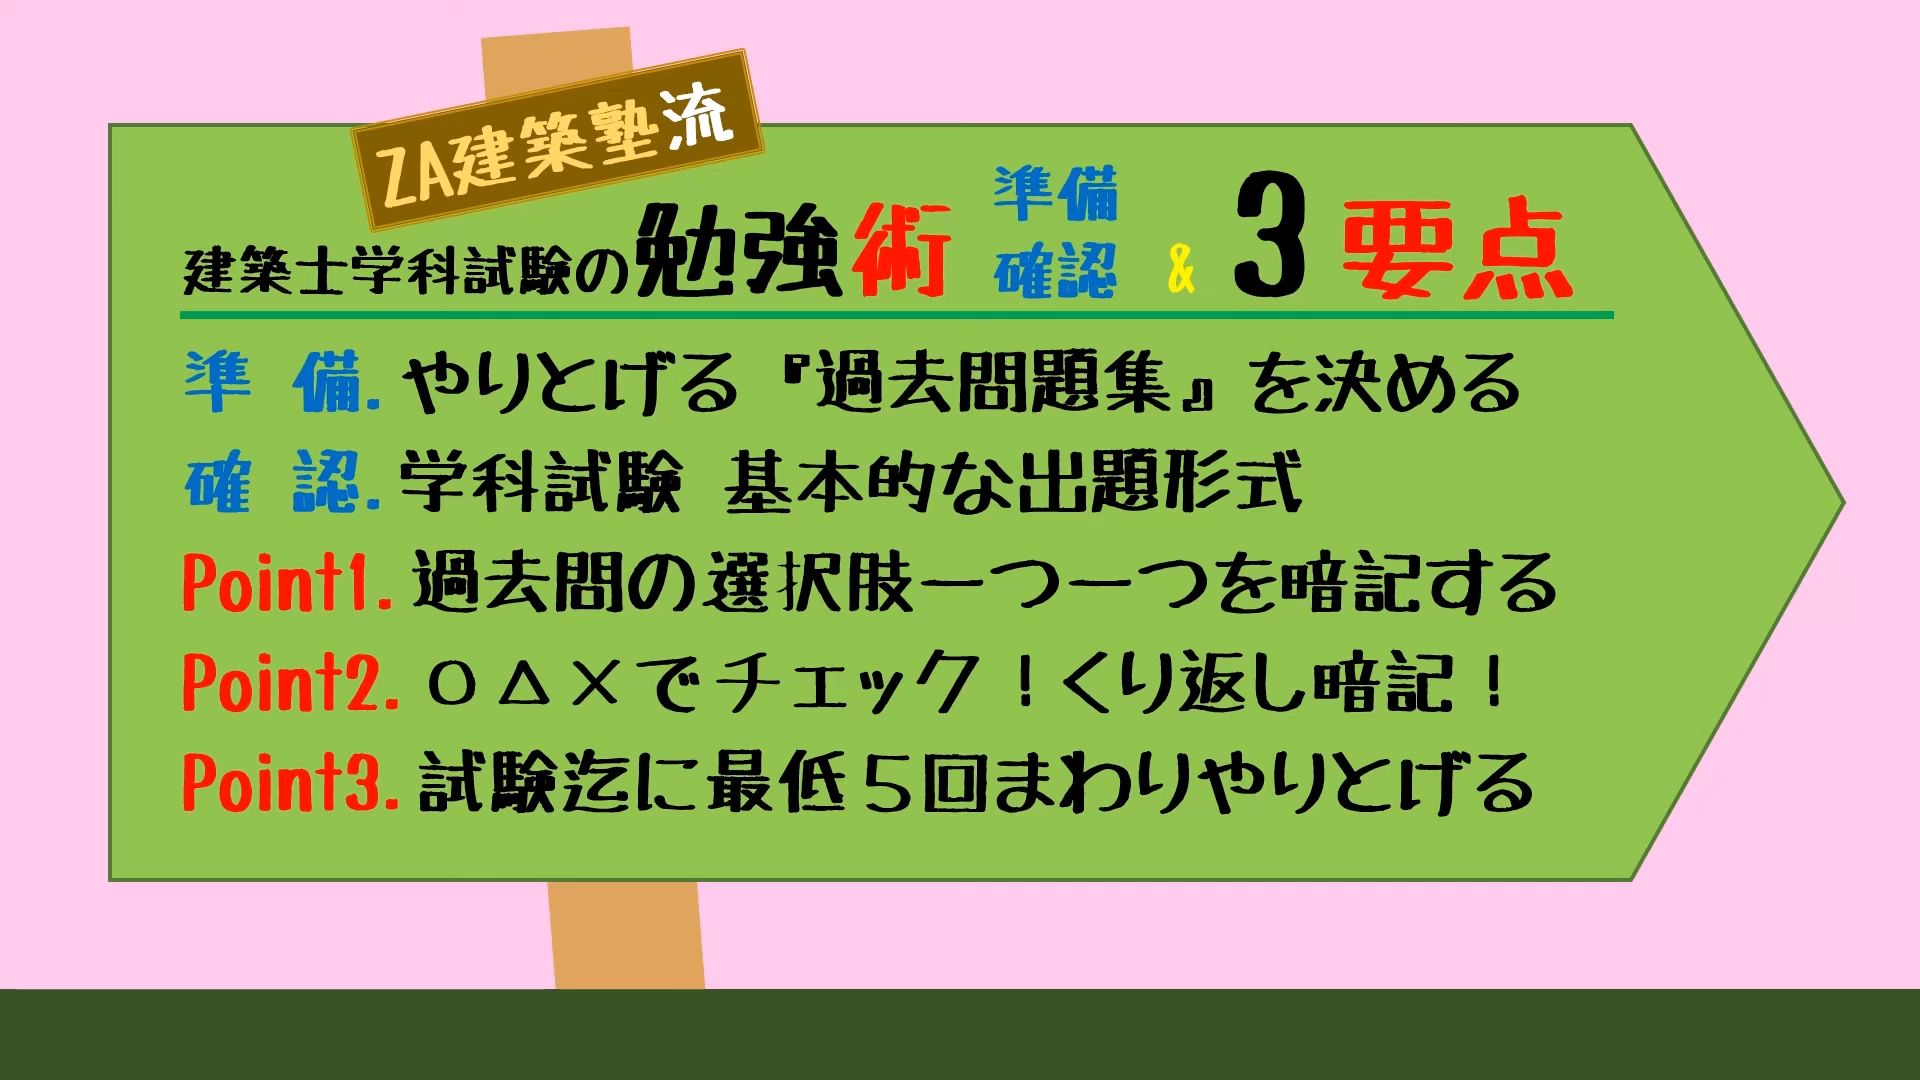 ZA建築塾流
建築士学科試験の勉強術 準備 確認 & 3要点
準 備. やりとげる『過去問題集』を決める
確 認. 学科試験 基本的な出題形式
Point1. 過去問の選択肢一つ一つを暗記する
Point2. ○△×でチェック！くり返し暗記！
Point3. 試験迄に最低５回まわりやりとげる